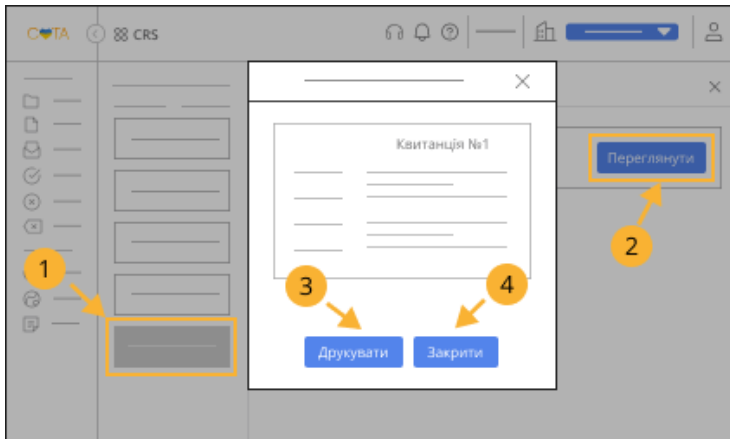 СОТА
CRS
Квитанція №1
Переглянути
1
2
3
4
Друкувати
Закрити